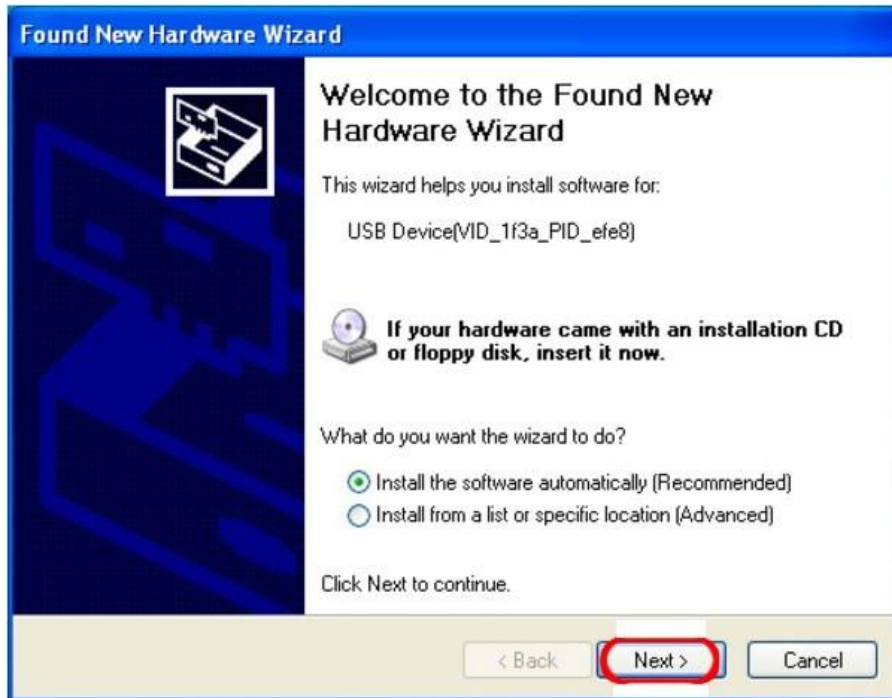 Found New Hardware Wizard
Welcome to the Found New
Hardware Wizard
This wizard helps you install software for:
USB Device(VID_1f3a_PID_efe8)
If your hardware came with an installation CD
or floppy disk, insert it now.
What do you want the wizard to do?
Install the software automatically (Recommended)
Install from a list or specific location (Advanced)
Click Next to continue.
< Back
Next >
Cancel